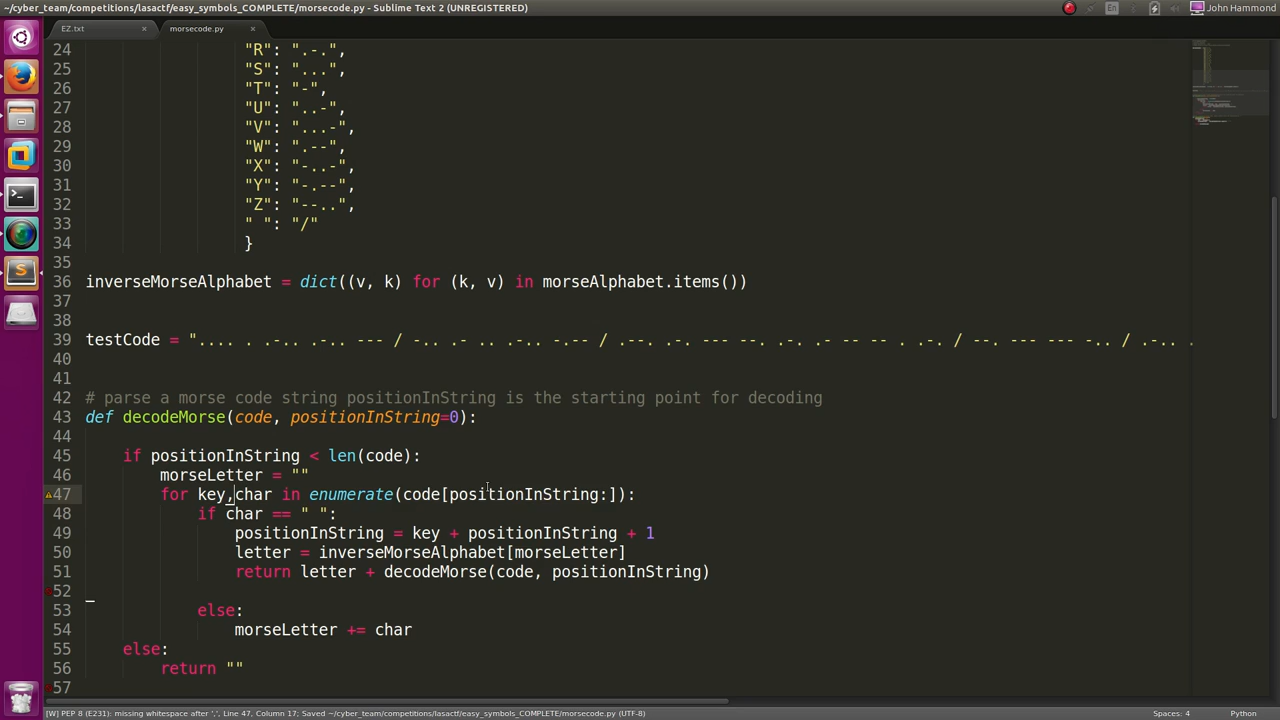 ~/cyber_team/competitions/lasactf/easy_symbols_COMPLETE/morsecode.py - Sublime Text 2 (UNREGISTERED)
En
John Hammond
EZ.txt ×
morsecode.py ×
24 "R": ".-.",
25 "S": "...",
26 "T": "-",
27 "U": "..-",
28 "V": "...-",
29 "W": ".--",
30 "X": "-..-",
31 "Y": "-.--",
32 "Z": "--..",
33 " ": "/"
34 }
35
36 inverseMorseAlphabet = dict((v, k) for (k, v) in morseAlphabet.items())
37
38
39 testCode = ".... . .-.. .-.. --- / -.. .- .. .-.. -.-- / .--. .-. --- --. .-. .- -- -- . .-. / --. --- --- -.. / .-.. .
40
41
42 # parse a morse code string positionInString is the starting point for decoding
43 def decodeMorse(code, positionInString=0):
44
45 if positionInString < len(code):
46 morseLetter = ""
47 for key,char in enumerate(code[positionInString:]):
48 if char == " ":
49 positionInString = key + positionInString + 1
50 letter = inverseMorseAlphabet[morseLetter]
51 return letter + decodeMorse(code, positionInString)
52
53 else:
54 morseLetter += char
55 else:
56 return ""
57
[W] PEP 8 (E231): missing whitespace after ',', Line 47, Column 17; Saved ~/cyber_team/competitions/lasactf/easy_symbols_COMPLETE/morsecode.py (UTF-8)
Spaces: 4
Python